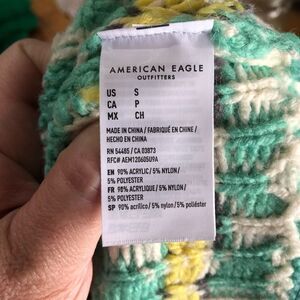 AMERICAN EAGLE
OUTFITTERS
US S
CA P
MX CH
MADE IN CHINA / FABRIQUÉ EN CHINE /
HECHO EN CHINA
RN 54485 / CA 03873
RFC# AEM120605U9A
EN 90% ACRYLIC / 5% NYLON /
5% POLYESTER
FR 90% ACRYLIQUE / 5% NYLON /
5% POLYESTER
SP 90% acrílico / 5% nylon / 5% polyester